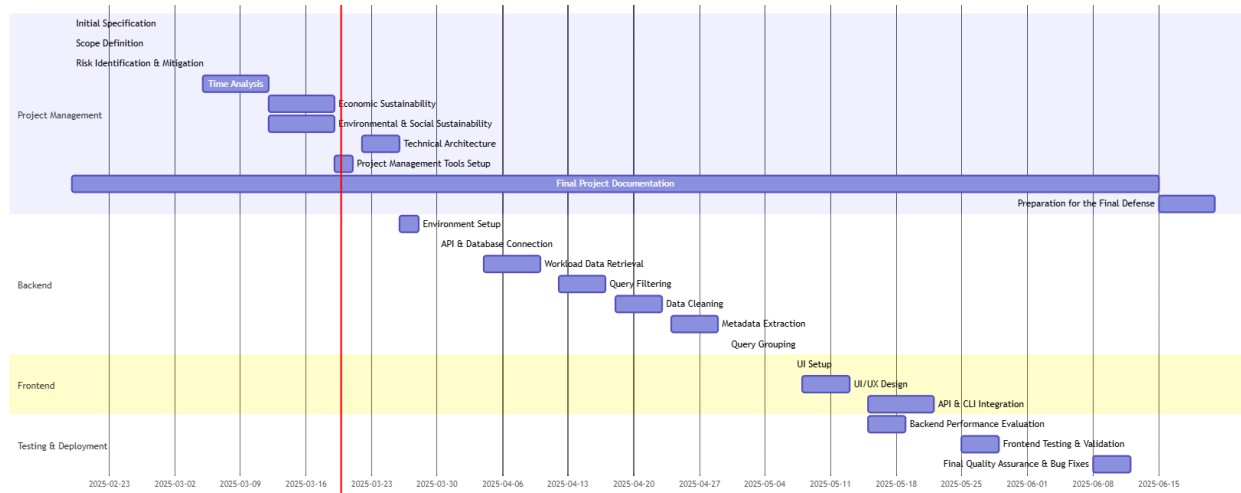 Initial Specification
Scope Definition
Risk Identification & Mitigation
Time Analysis
Economic Sustainability
Project Management
Environmental & Social Sustainability
Technical Architecture
Project Management Tools Setup
Final Project Documentation
Preparation for the Final Defense
Environment Setup
API & Database Connection
Workload Data Retrieval
Backend
Query Filtering
Data Cleaning
Metadata Extraction
Query Grouping
UI Setup
Frontend
UI/UX Design
API & CLI Integration
Backend Performance Evaluation
Testing & Deployment
Frontend Testing & Validation
Final Quality Assurance & Bug Fixes
2025-02-23
2025-03-02
2025-03-09
2025-03-16
2025-03-23
2025-03-30
2025-04-06
2025-04-13
2025-04-20
2025-04-27
2025-05-04
2025-05-11
2025-05-18
2025-05-25
2025-06-01
2025-06-08
2025-06-15